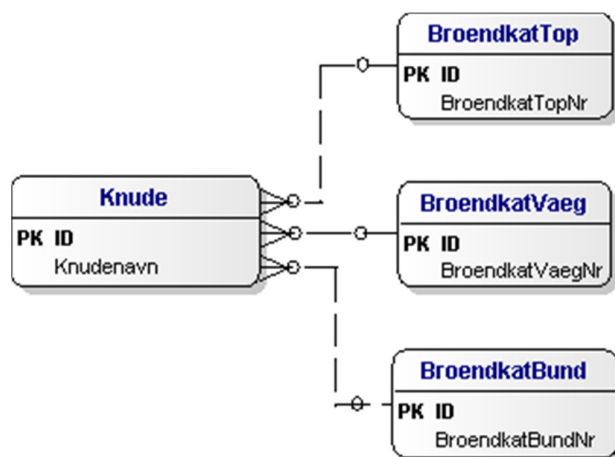 BroendkatTop
PK ID
BroendkatTopNr
Knude
PK ID
Knudenavn
BroendkatVaeg
PK ID
BroendkatVaegNr
BroendkatBund
PK ID
BroendkatBundNr